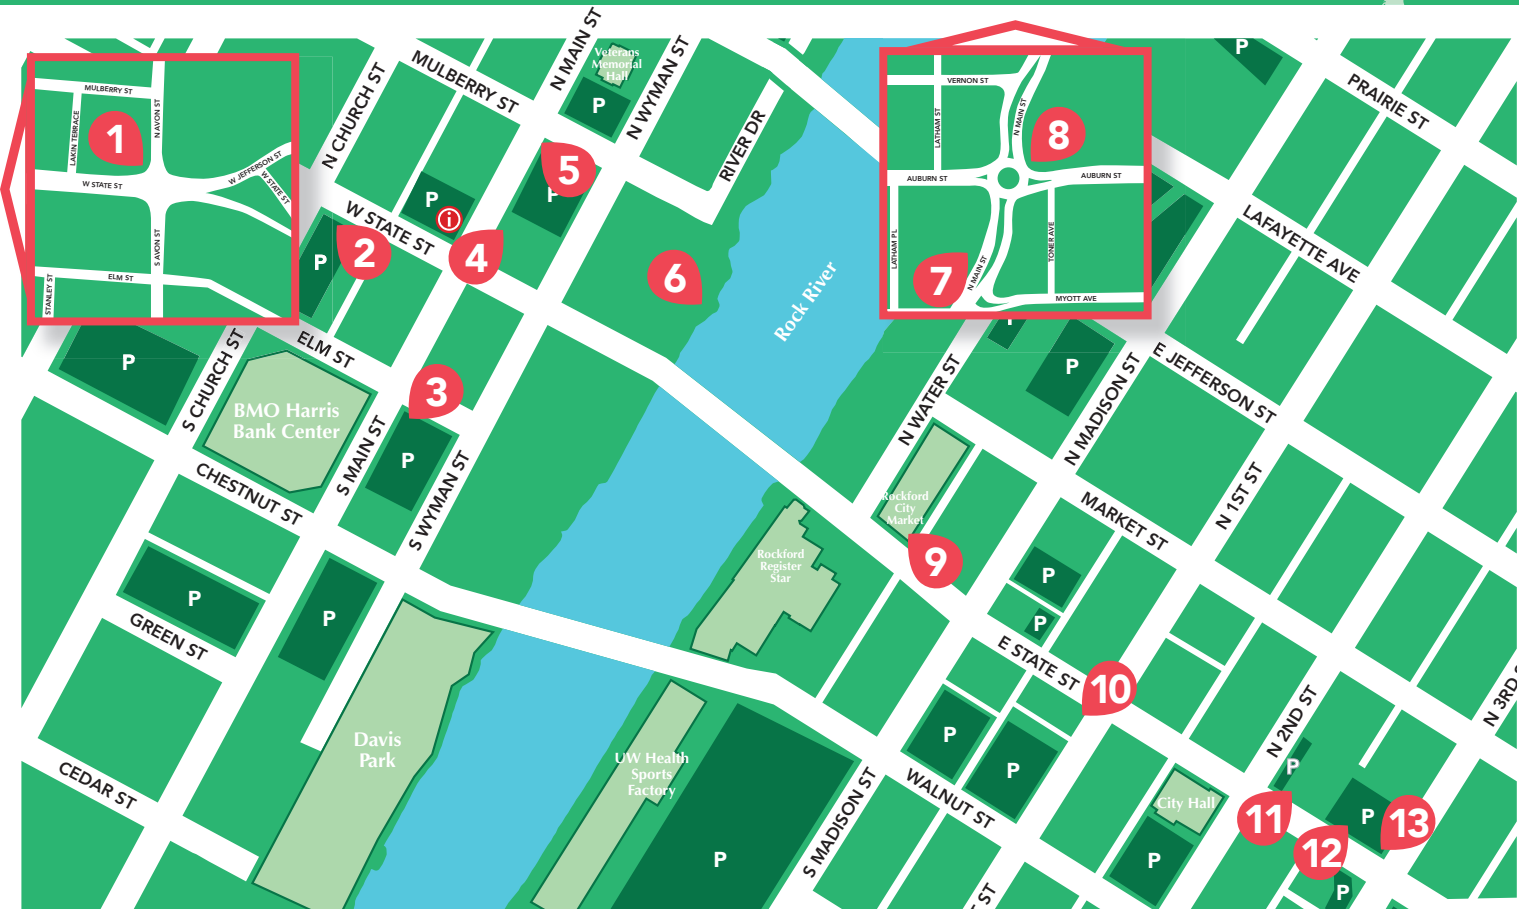 N MAIN ST
Veterans
Memorial
Hall
P
N WYMAN ST
MULBERRY ST
N CHURCH ST
RIVER DR
P
PRAIRIE ST
LAFAYETTE AVE
MULBERRY ST
LAKIN TERRACE
N AVON ST
1
W STATE ST
W JEFFERSON ST
W STATE ST
S AVON ST
ELM ST
STANLEY ST
VERNON ST
LATHAM ST
N MAIN ST
8
AUBURN ST
AUBURN ST
LATHAM PL
TONER AVE
7
N MAIN ST
MYOTT AVE
5
P
P
i
W STATE ST
P
2
4
6
Rock River
P
S CHURCH ST
ELM ST
BMO Harris
Bank Center
3
P
S MAIN ST
S WYMAN ST
CHESTNUT ST
P
P
GREEN ST
CEDAR ST
Davis
Park
P
P
N WATER ST
N MADISON ST
E JEFFERSON ST
Rockford
City
Market
9
MARKET ST
N 1ST ST
Rockford
Register
Star
P
P
E STATE ST
10
P
P
UW Health
Sports
Factory
P
S MADISON ST
WALNUT ST
N 2ND ST
N 3RD S
P
City Hall
P
11
12
P
13
P
ST